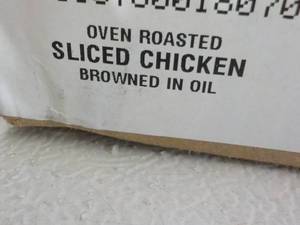 OVEN ROASTED
SLICED CHICKEN
BROWNED IN OIL